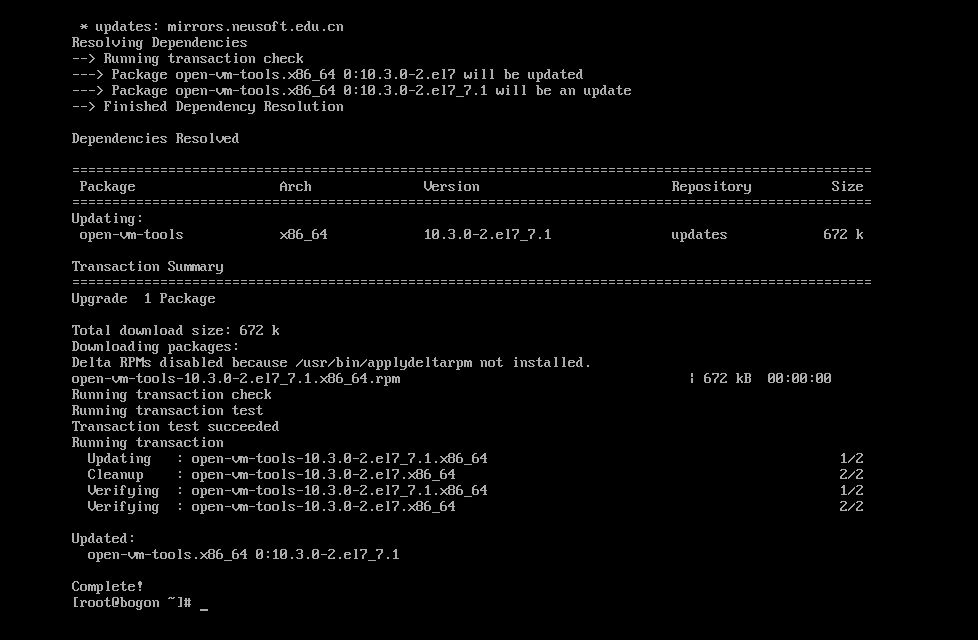 * updates: mirrors.neusoft.edu.cn
Resolving Dependencies
--> Running transaction check
---> Package open-vm-tools.x86_64 0:10.3.0-2.el7 will be updated
---> Package open-vm-tools.x86_64 0:10.3.0-2.el7_7.1 will be an update
--> Finished Dependency Resolution

Dependencies Resolved

====================================================================================================
 Package                  Arch              Version                        Repository          Size
====================================================================================================
Updating:
 open-vm-tools            x86_64            10.3.0-2.el7_7.1               updates            672 k

Transaction Summary
====================================================================================================
Upgrade  1 Package

Total download size: 672 k
Downloading packages:
Delta RPMs disabled because /usr/bin/applydeltarpm not installed.
open-vm-tools-10.3.0-2.el7_7.1.x86_64.rpm                                    | 672 kB  00:00:00
Running transaction check
Running transaction test
Transaction test succeeded
Running transaction
  Updating   : open-vm-tools-10.3.0-2.el7_7.1.x86_64                                            1/2
  Cleanup    : open-vm-tools-10.3.0-2.el7.x86_64                                                2/2
  Verifying  : open-vm-tools-10.3.0-2.el7_7.1.x86_64                                            1/2
  Verifying  : open-vm-tools-10.3.0-2.el7.x86_64                                                2/2

Updated:
  open-vm-tools.x86_64 0:10.3.0-2.el7_7.1

Complete!
[root@bogon ~]# _